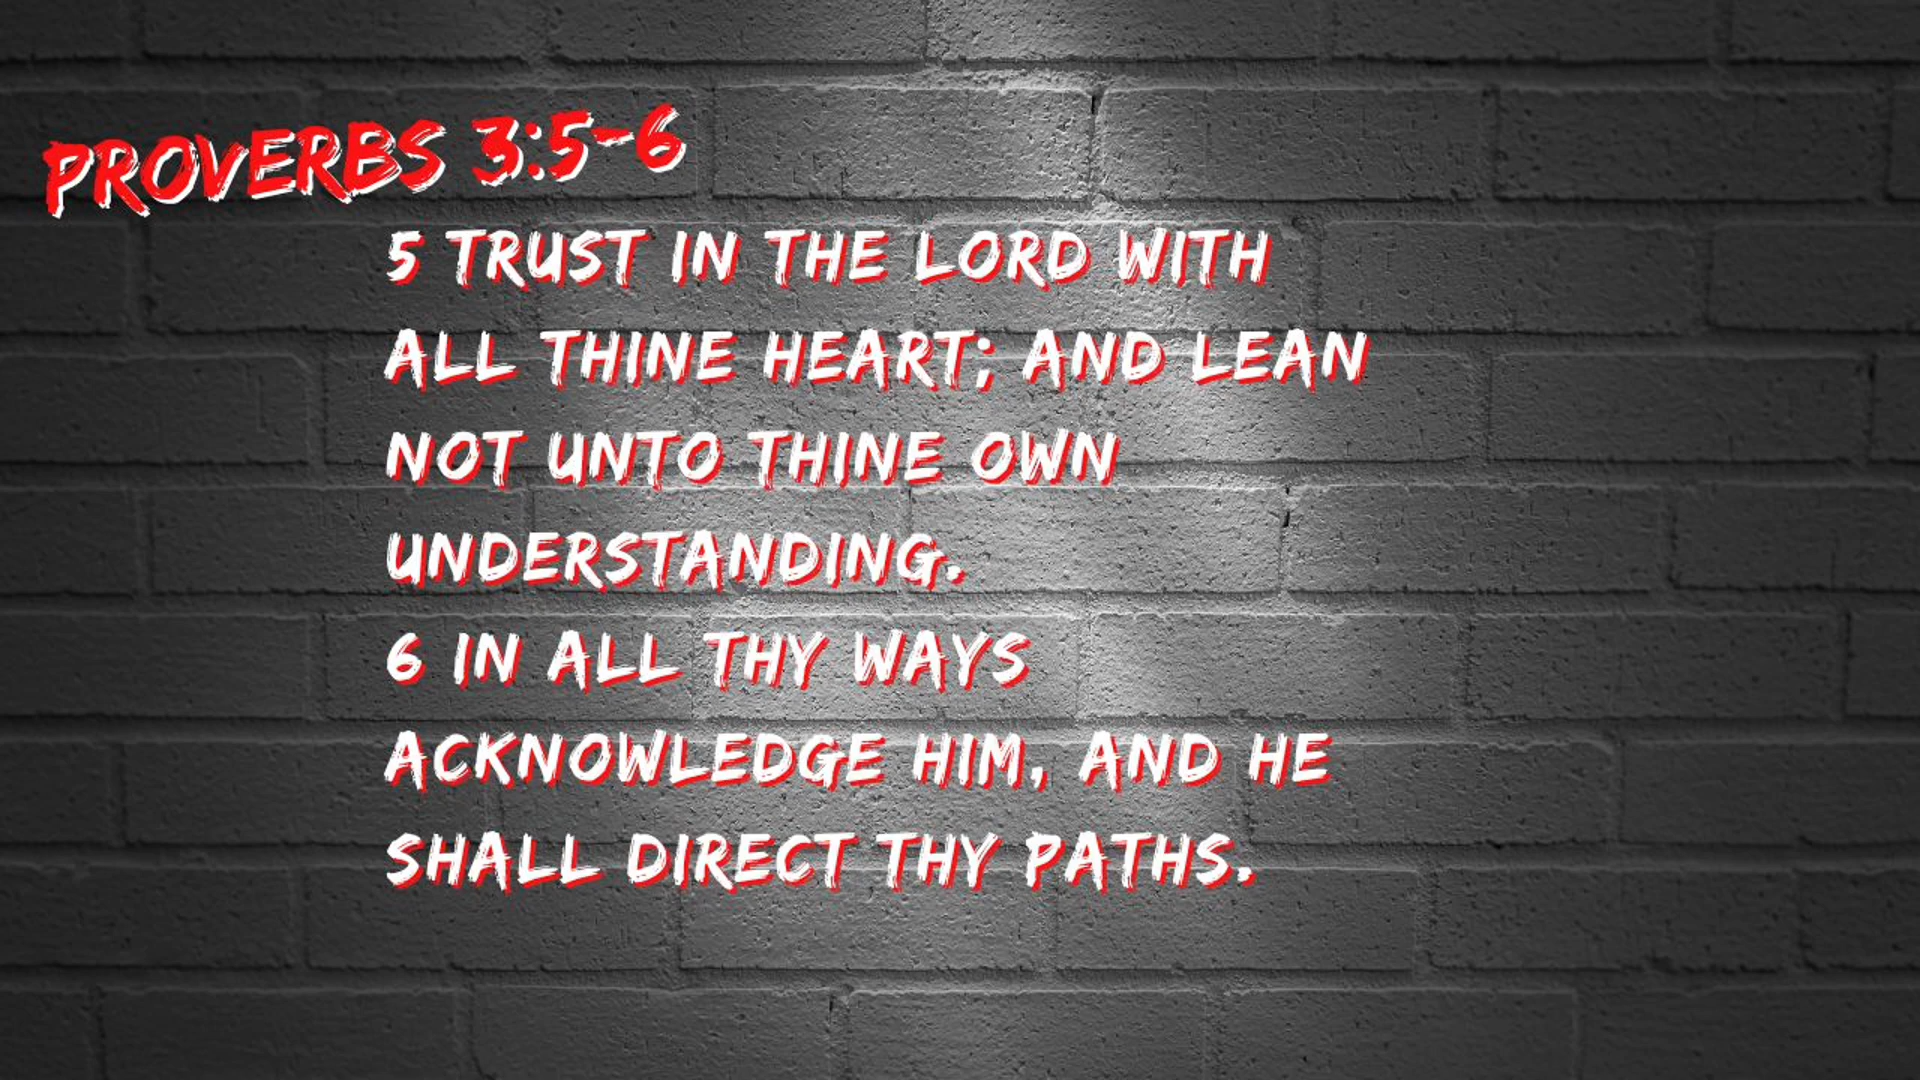 PROVERBS 3:5-6
5 TRUST IN THE LORD WITH
ALL THINE HEART; AND LEAN
NOT UNTO THINE OWN
UNDERSTANDING.
6 IN ALL THY WAYS
ACKNOWLEDGE HIM, AND HE
SHALL DIRECT THY PATHS.